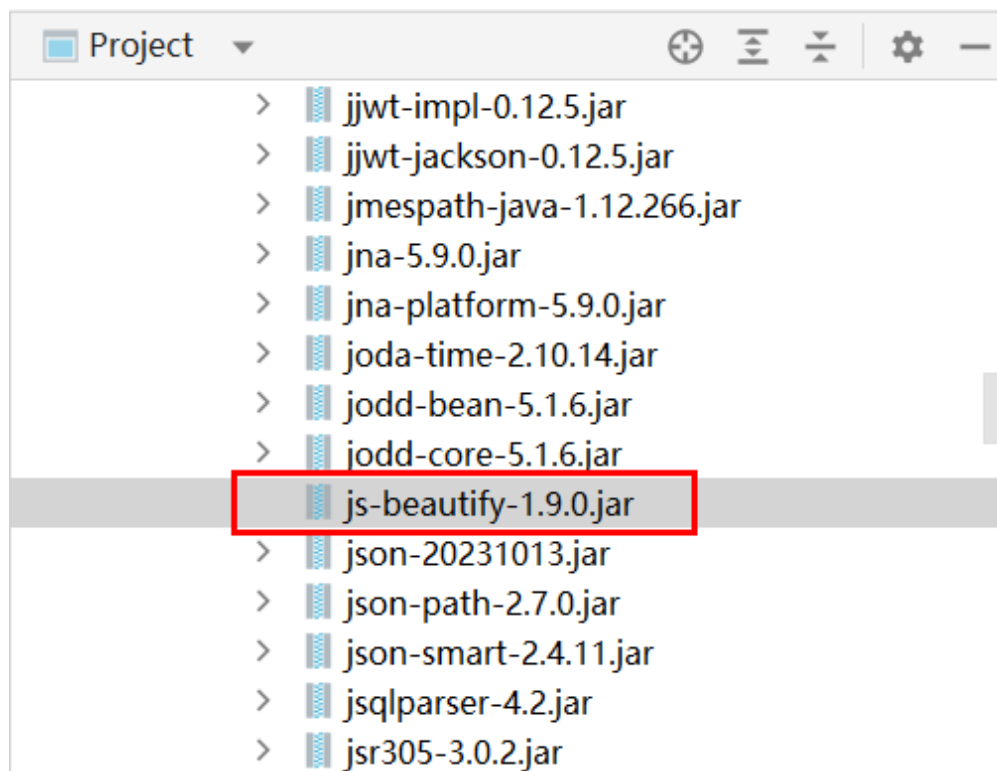 Project
jjwt-impl-0.12.5.jar
jjwt-jackson-0.12.5.jar
jmespath-java-1.12.266.jar
jna-5.9.0.jar
jna-platform-5.9.0.jar
joda-time-2.10.14.jar
jodd-bean-5.1.6.jar
jodd-core-5.1.6.jar
js-beautify-1.9.0.jar
json-20231013.jar
json-path-2.7.0.jar
json-smart-2.4.11.jar
jsqlparser-4.2.jar
jsr305-3.0.2.jar